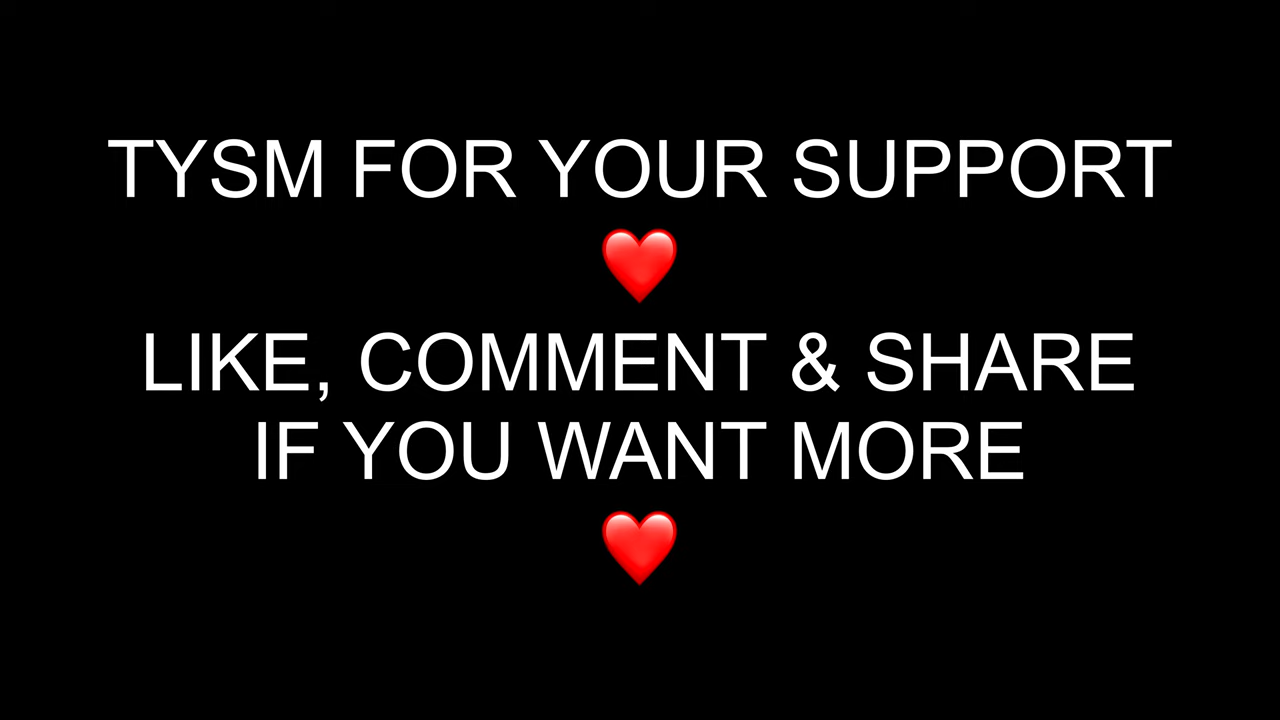 TYSM FOR YOUR SUPPORT
❤️
LIKE, COMMENT & SHARE
IF YOU WANT MORE
❤️